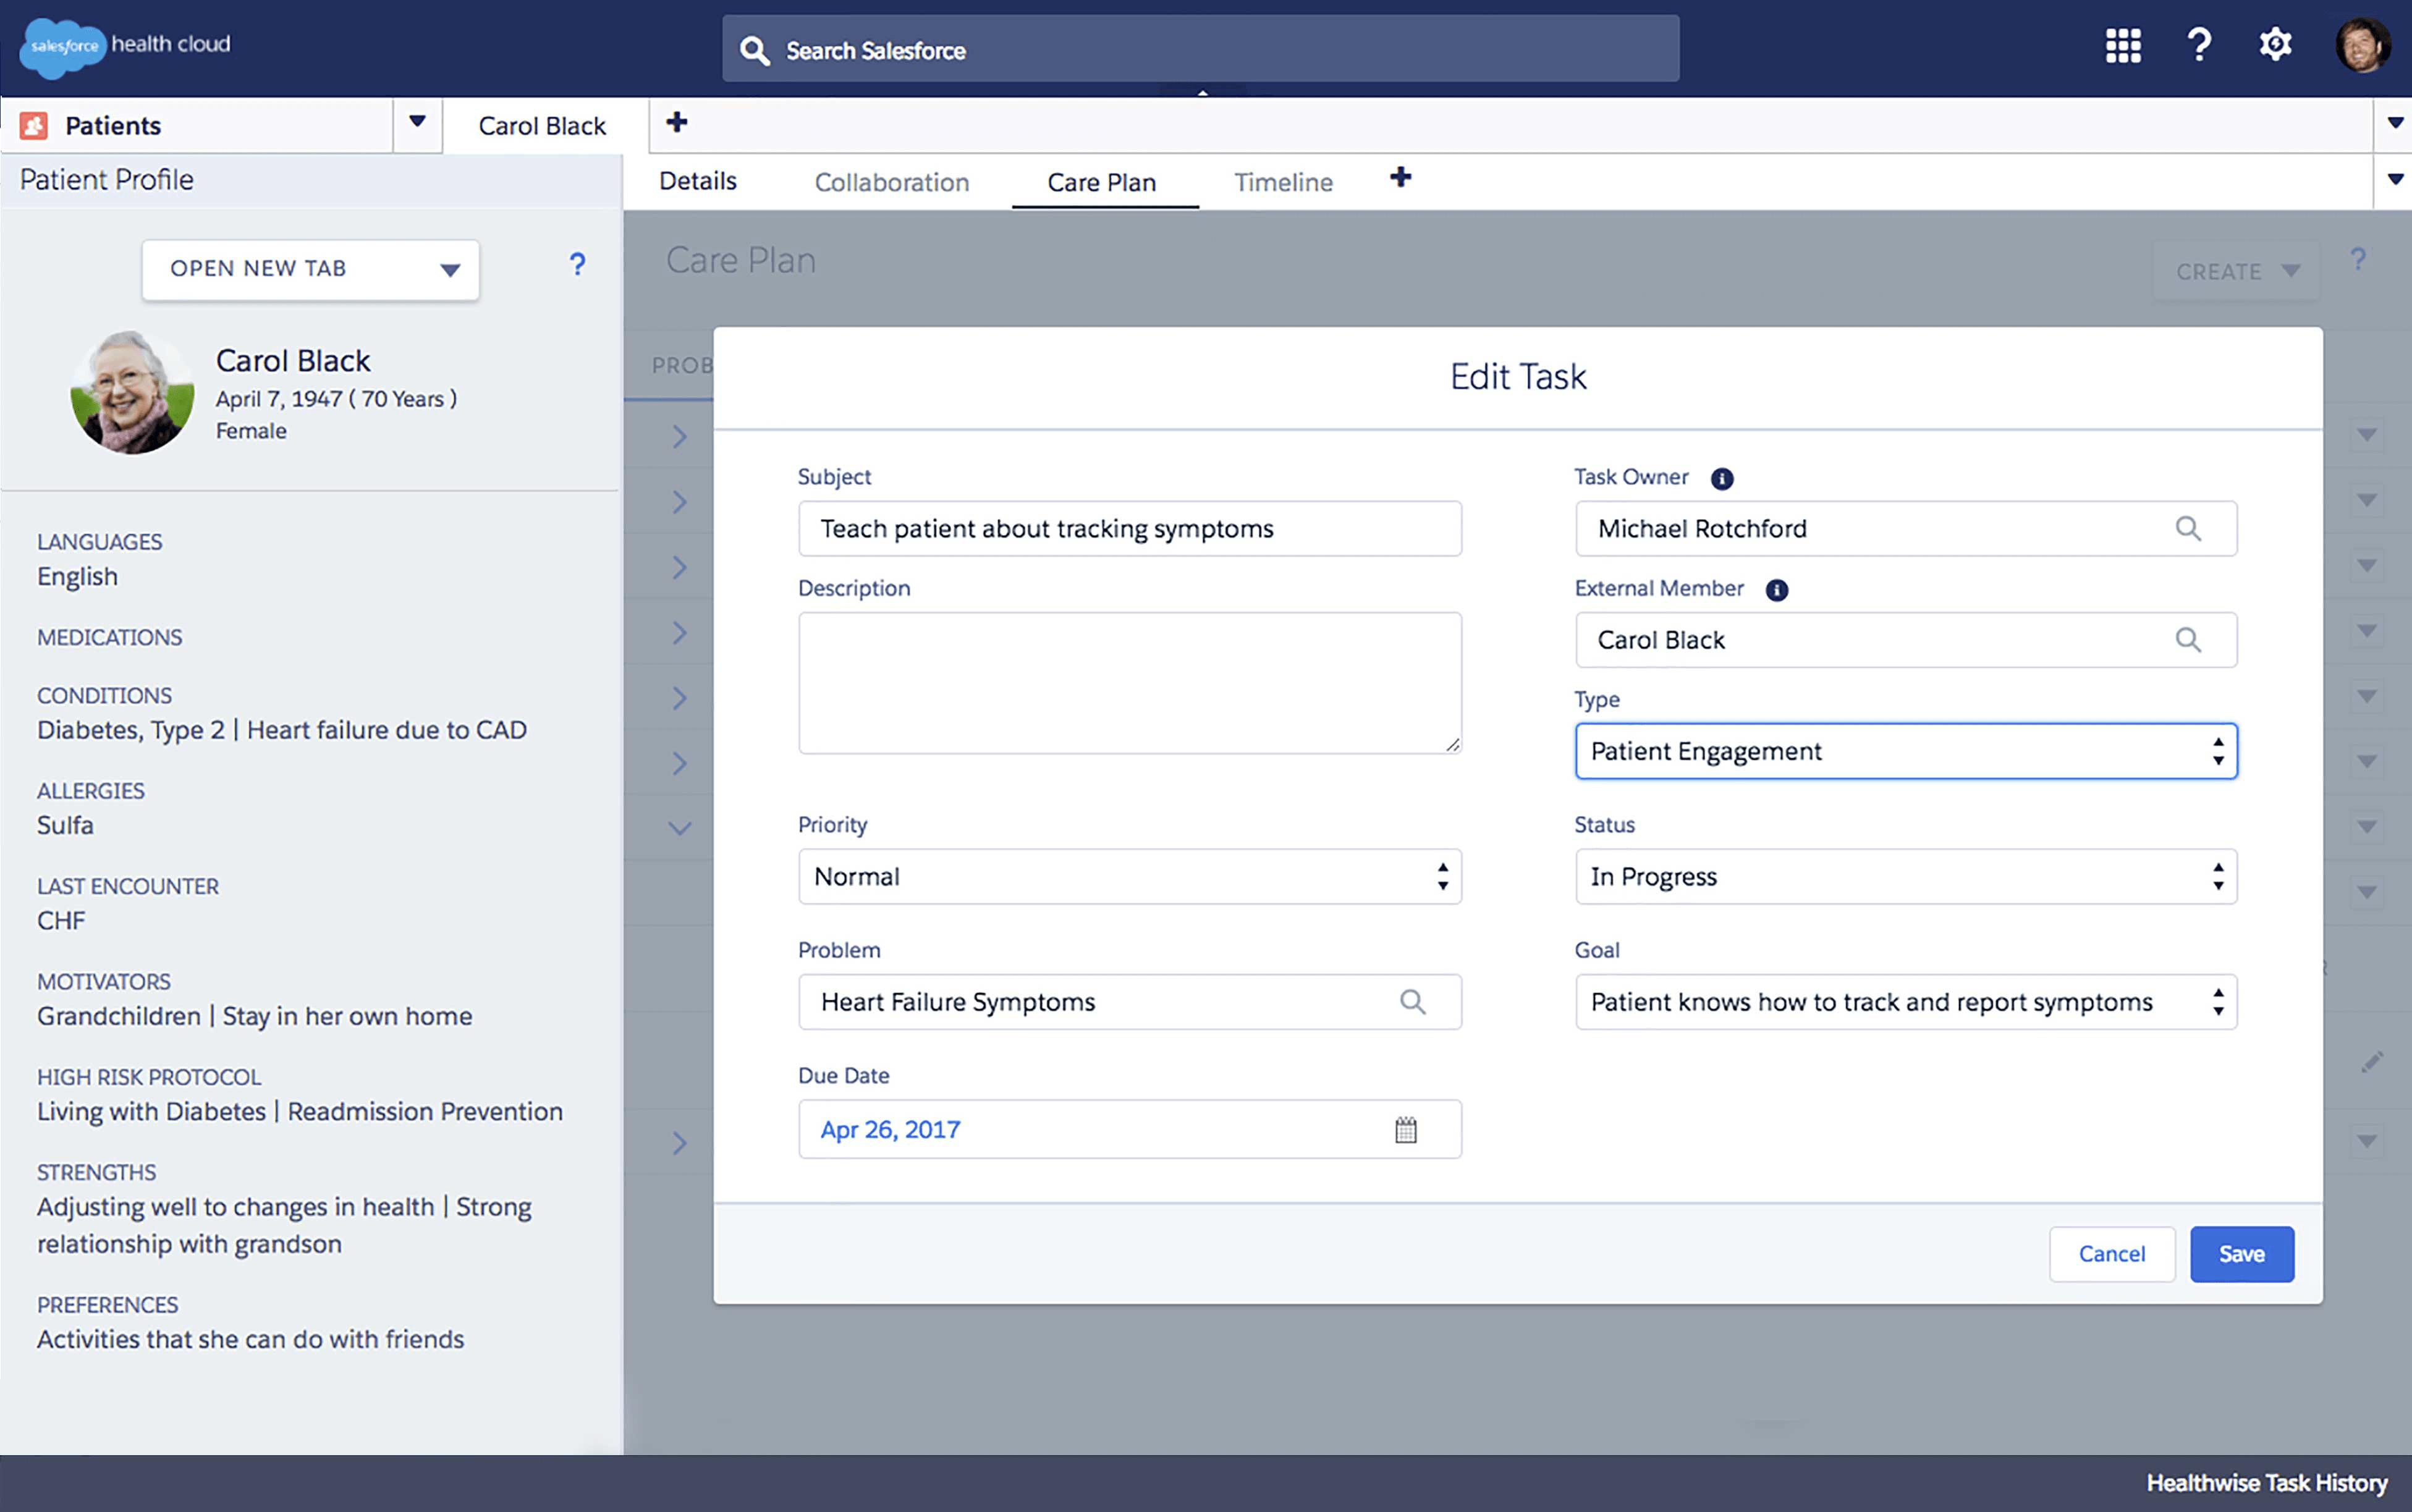 salesforce health cloud
Search Salesforce
Patients
Carol Black
Patient Profile
Details
Collaboration
Care Plan
Timeline
OPEN NEW TAB
?
Carol Black
April 7, 1947 ( 70 Years )
Female
LANGUAGES
English
MEDICATIONS
CONDITIONS
Diabetes, Type 2 | Heart failure due to CAD
ALLERGIES
Sulfa
LAST ENCOUNTER
CHF
MOTIVATORS
Grandchildren | Stay in her own home
HIGH RISK PROTOCOL
Living with Diabetes | Readmission Prevention
STRENGTHS
Adjusting well to changes in health | Strong
relationship with grandson
PREFERENCES
Activities that she can do with friends
Care Plan
CREATE
?
PROB
Edit Task
Subject
Teach patient about tracking symptoms
Description
Priority
Normal
Problem
Heart Failure Symptoms
Due Date
Apr 26, 2017
Task Owner
Michael Rotchford
External Member
Carol Black
Type
Patient Engagement
Status
In Progress
Goal
Patient knows how to track and report symptoms
Cancel
Save
Healthwise Task History